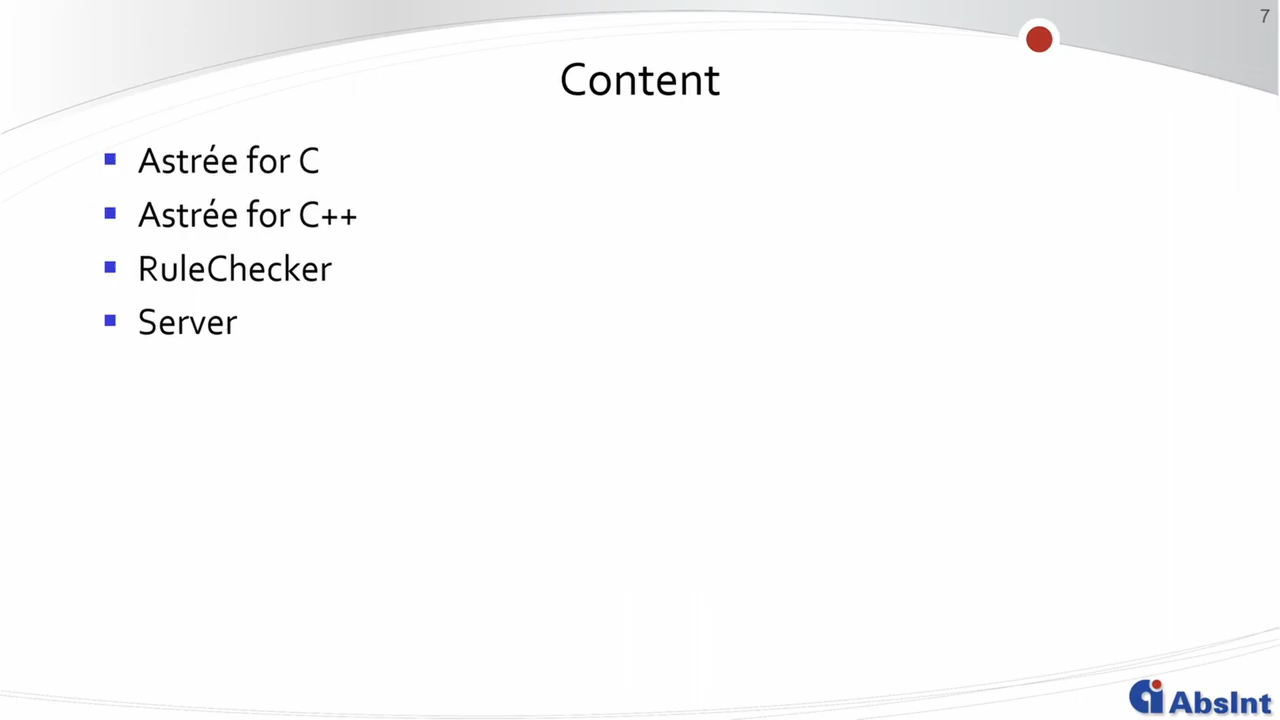 7
Content
Astrée for C
Astrée for C++
RuleChecker
Server
AbsInt